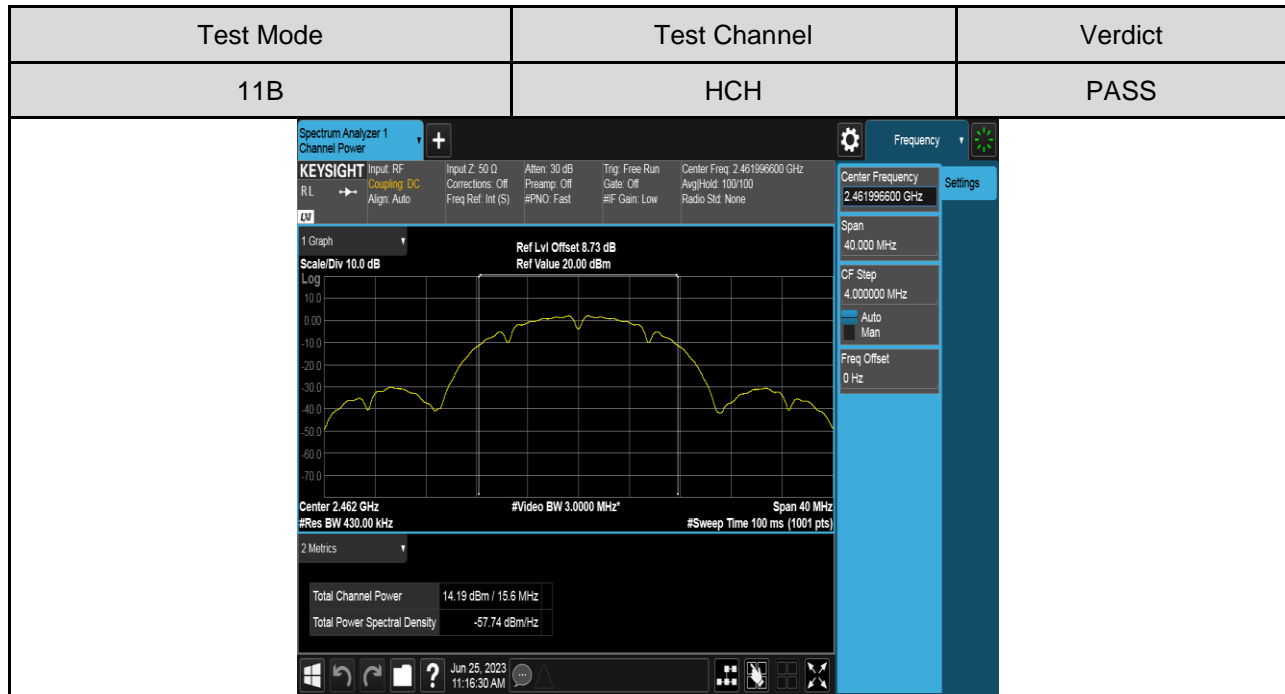 Test Mode Test Channel Verdict
11B HCH PASS
Spectrum Analyzer 1
Channel Power
+
Frequency
KEYSIGHT
RL
LXI
Input: RF
Coupling: DC
Align: Auto
Input Z: 50 Ω
Corrections: Off
Freq Ref: Int (S)
Atten: 30 dB
Preamp: Off
#PNO: Fast
Trig: Free Run
Gate: Off
#IF Gain: Low
Center Freq: 2.461996600 GHz
Avg|Hold: 100/100
Radio Std: None
Center Frequency
2.461996600 GHz
Settings
Span
40.000 MHz
CF Step
4.000000 MHz
Auto
Man
Freq Offset
0 Hz
1 Graph
Scale/Div 10.0 dB
Ref Lvl Offset 8.73 dB
Ref Value 20.00 dBm
Log
10.0
0.00
-10.0
-20.0
-30.0
-40.0
-50.0
-60.0
-70.0
Center 2.462 GHz #Video BW 3.0000 MHz* Span 40 MHz
#Res BW 430.00 kHz #Sweep Time 100 ms (1001 pts)
2 Metrics
Total Channel Power 14.19 dBm / 15.6 MHz
Total Power Spectral Density -57.74 dBm/Hz
?
Jun 25, 2023
11:16:30 AM